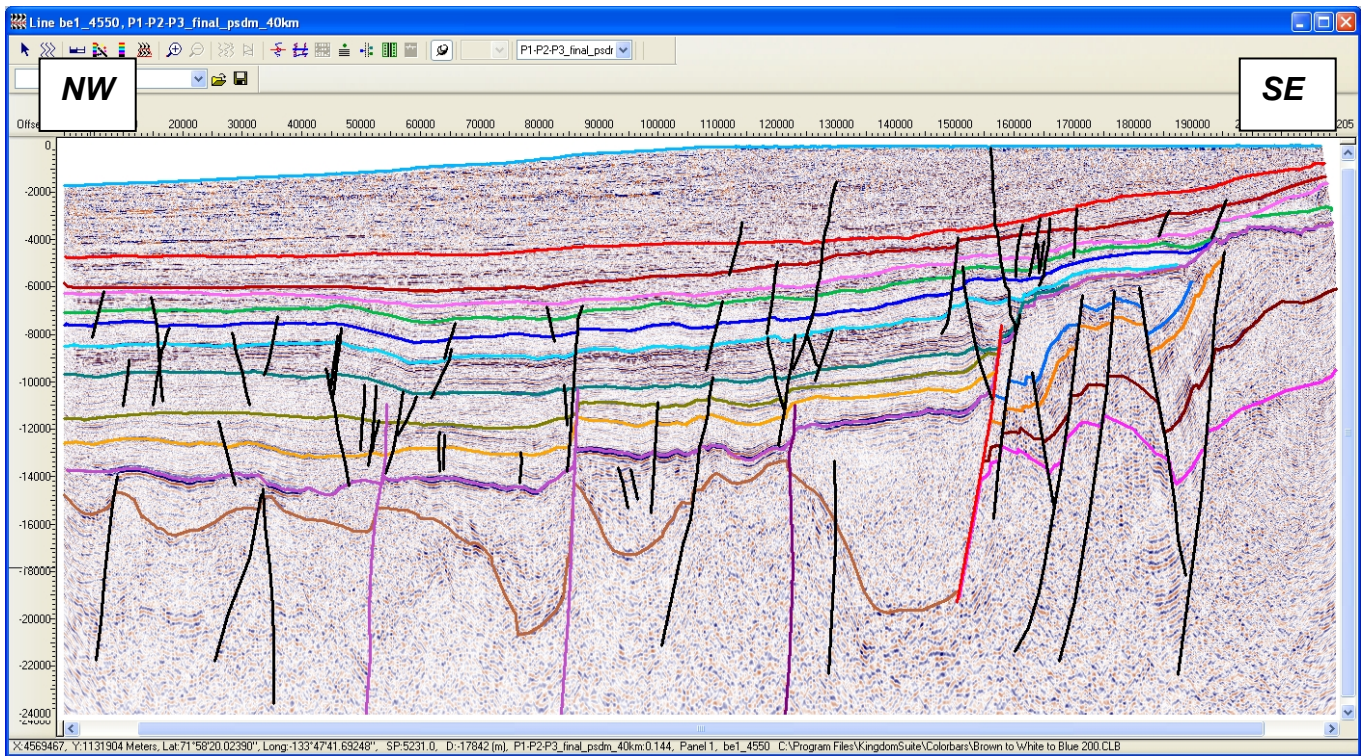 Line be1_4550, P1-P2-P3_final_psdm_40km
P1-P2-P3_final_psdr
NW
SE
Offse
20000 30000 40000 50000 60000 70000 80000 90000 100000 110000 120000 130000 140000 150000 160000 170000 180000 190000 205
0
-2000
-4000
-6000
-8000
-10000
-12000
-14000
-16000
-18000
-20000
-22000
-24000
X:4569467, Y:1131904 Meters, Lat:71°58'20.02390'', Long:-133°47'41.69248'', SP:5231.0, D:-17842 (m), P1-P2-P3_final_psdm_40km:0.144, Panel 1, be1_4550 C:\Program Files\KingdomSuite\Colorbars\Brown to White to Blue 200.CLB